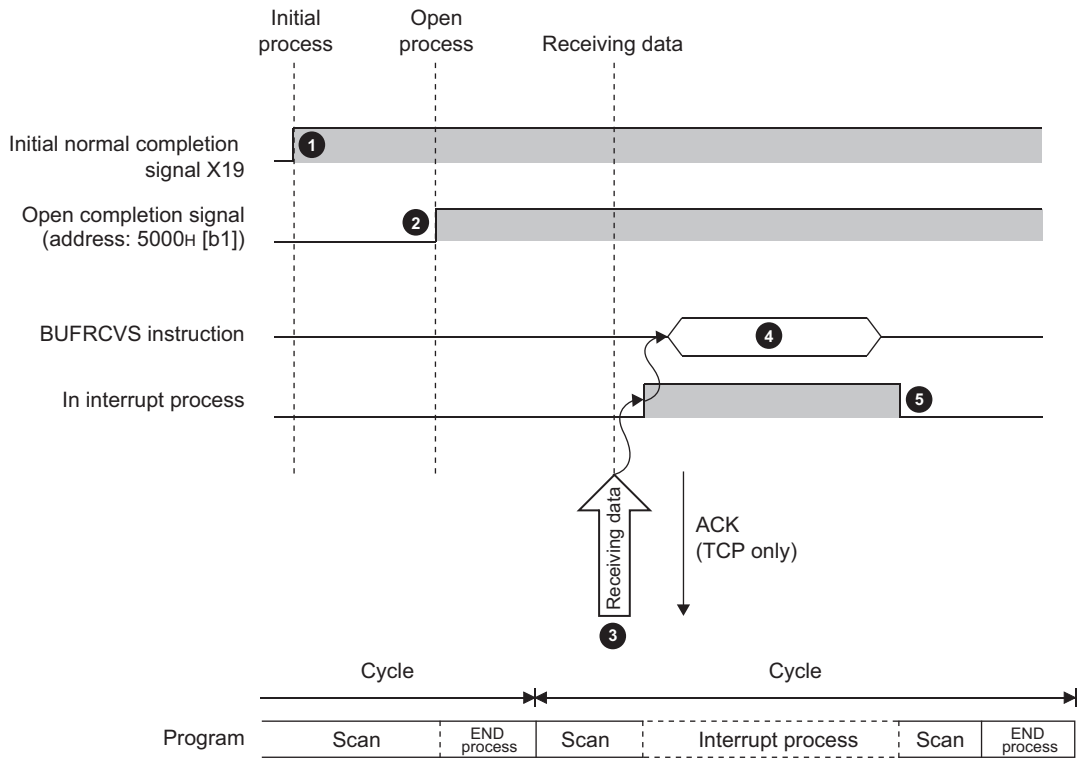 Initial
process
Open
process
Receiving data
Initial normal completion
signal X19
1
Open completion signal
(address: 5000H [b1])
2
BUFRCVS instruction
4
In interrupt process
5
Receiving data
ACK
(TCP only)
3
Cycle
Cycle
Program
Scan
END
process
Scan
Interrupt process
Scan
END
process